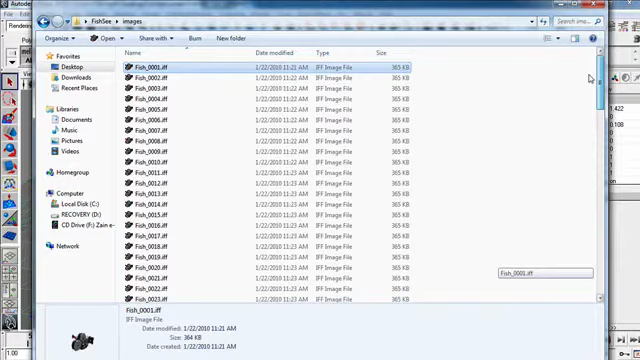 Autode
File
Rendering
FishSee ▸ images
Search ima...
Organize ▾ Open ▾ Share with ▾ Burn New folder
Name Date modified Type Size
Favorites
Desktop
Downloads
Recent Places
Libraries
Documents
Music
Pictures
Videos
Homegroup
Computer
Local Disk (C:)
RECOVERY (D:)
CD Drive (F:) Zain e-
Network
Fish_0001.iff 1/22/2010 11:21 AM IFF Image File 365 KB
Fish_0002.iff 1/22/2010 11:21 AM IFF Image File 365 KB
Fish_0003.iff 1/22/2010 11:21 AM IFF Image File 365 KB
Fish_0004.iff 1/22/2010 11:21 AM IFF Image File 365 KB
Fish_0005.iff 1/22/2010 11:22 AM IFF Image File 365 KB
Fish_0006.iff 1/22/2010 11:22 AM IFF Image File 365 KB
Fish_0007.iff 1/22/2010 11:22 AM IFF Image File 365 KB
Fish_0008.iff 1/22/2010 11:22 AM IFF Image File 365 KB
Fish_0009.iff 1/22/2010 11:22 AM IFF Image File 365 KB
Fish_0010.iff 1/22/2010 11:22 AM IFF Image File 365 KB
Fish_0011.iff 1/22/2010 11:23 AM IFF Image File 365 KB
Fish_0012.iff 1/22/2010 11:23 AM IFF Image File 365 KB
Fish_0013.iff 1/22/2010 11:23 AM IFF Image File 365 KB
Fish_0014.iff 1/22/2010 11:23 AM IFF Image File 365 KB
Fish_0015.iff 1/22/2010 11:23 AM IFF Image File 365 KB
Fish_0016.iff 1/22/2010 11:23 AM IFF Image File 365 KB
Fish_0017.iff 1/22/2010 11:23 AM IFF Image File 365 KB
Fish_0018.iff 1/22/2010 11:23 AM IFF Image File 365 KB
Fish_0019.iff 1/22/2010 11:23 AM IFF Image File 365 KB
Fish_0020.iff 1/22/2010 11:23 AM IFF Image File 365 KB
Fish_0021.iff 1/22/2010 11:23 AM IFF Image File 365 KB
Fish_0022.iff 1/22/2010 11:23 AM IFF Image File 365 KB
Fish_0023.iff 1/22/2010 11:23 AM IFF Image File 365 KB
Fish_0001.iff
1.422
0.108
Fish_0001.iff
IFF Image File
Date modified: 1/22/2010 11:21 AM
Size: 364 KB
Date created: 1/22/2010 11:21 AM